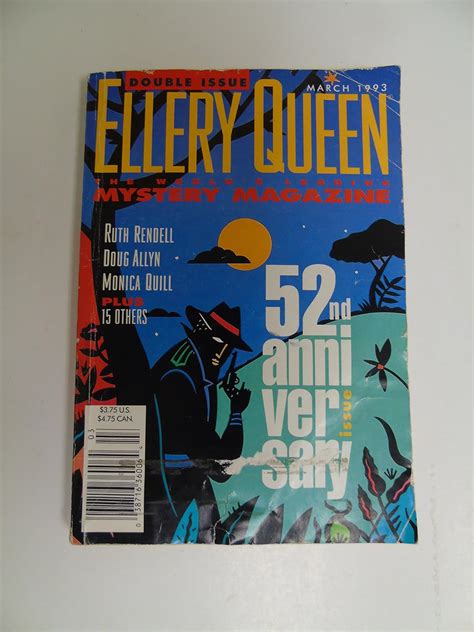 DOUBLE ISSUE
MARCH 1993
ELLERY QUEEN
THE WORLD'S LEADING
MYSTERY MAGAZINE
RUTH RENDELL
DOUG ALLYN
MONICA QUILL
PLUS
15 OTHERS
52nd
anni
ver
sary
issue
$3.75 U.S.
$4.75 CAN.
03